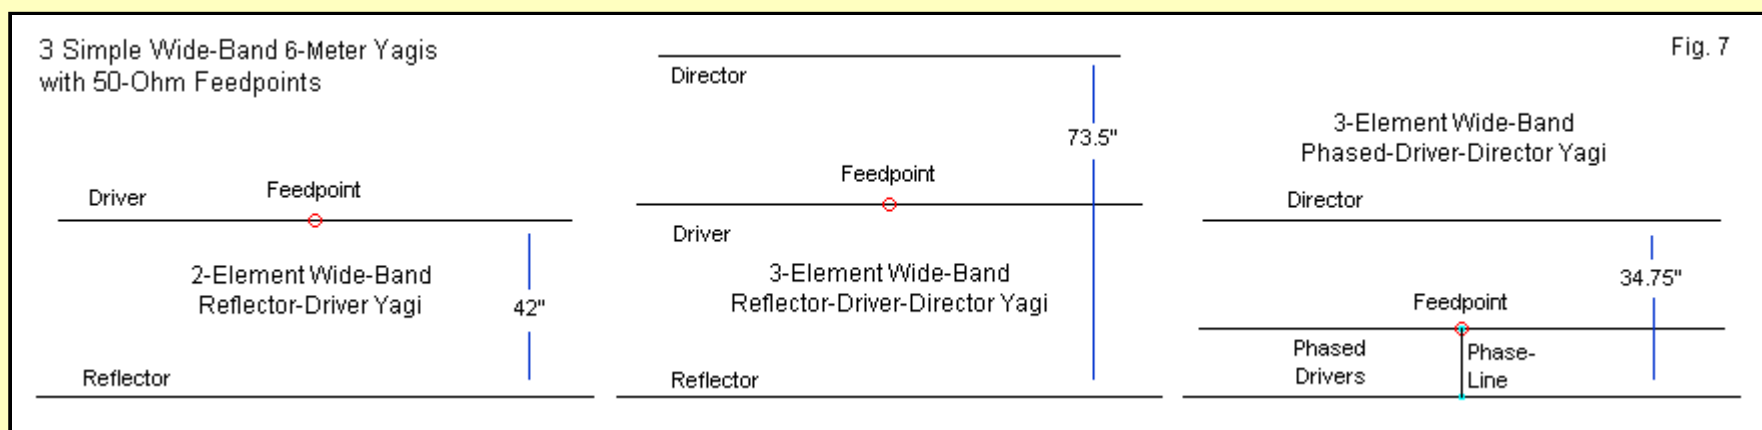 3 Simple Wide-Band 6-Meter Yagis
with 50-Ohm Feedpoints
Fig. 7
Driver
Feedpoint
2-Element Wide-Band
Reflector-Driver Yagi
42"
Reflector
Director
73.5"
Feedpoint
Driver
3-Element Wide-Band
Reflector-Driver-Director Yagi
Reflector
3-Element Wide-Band
Phased-Driver-Director Yagi
Director
34.75"
Feedpoint
Phased
Drivers
Phase-
Line